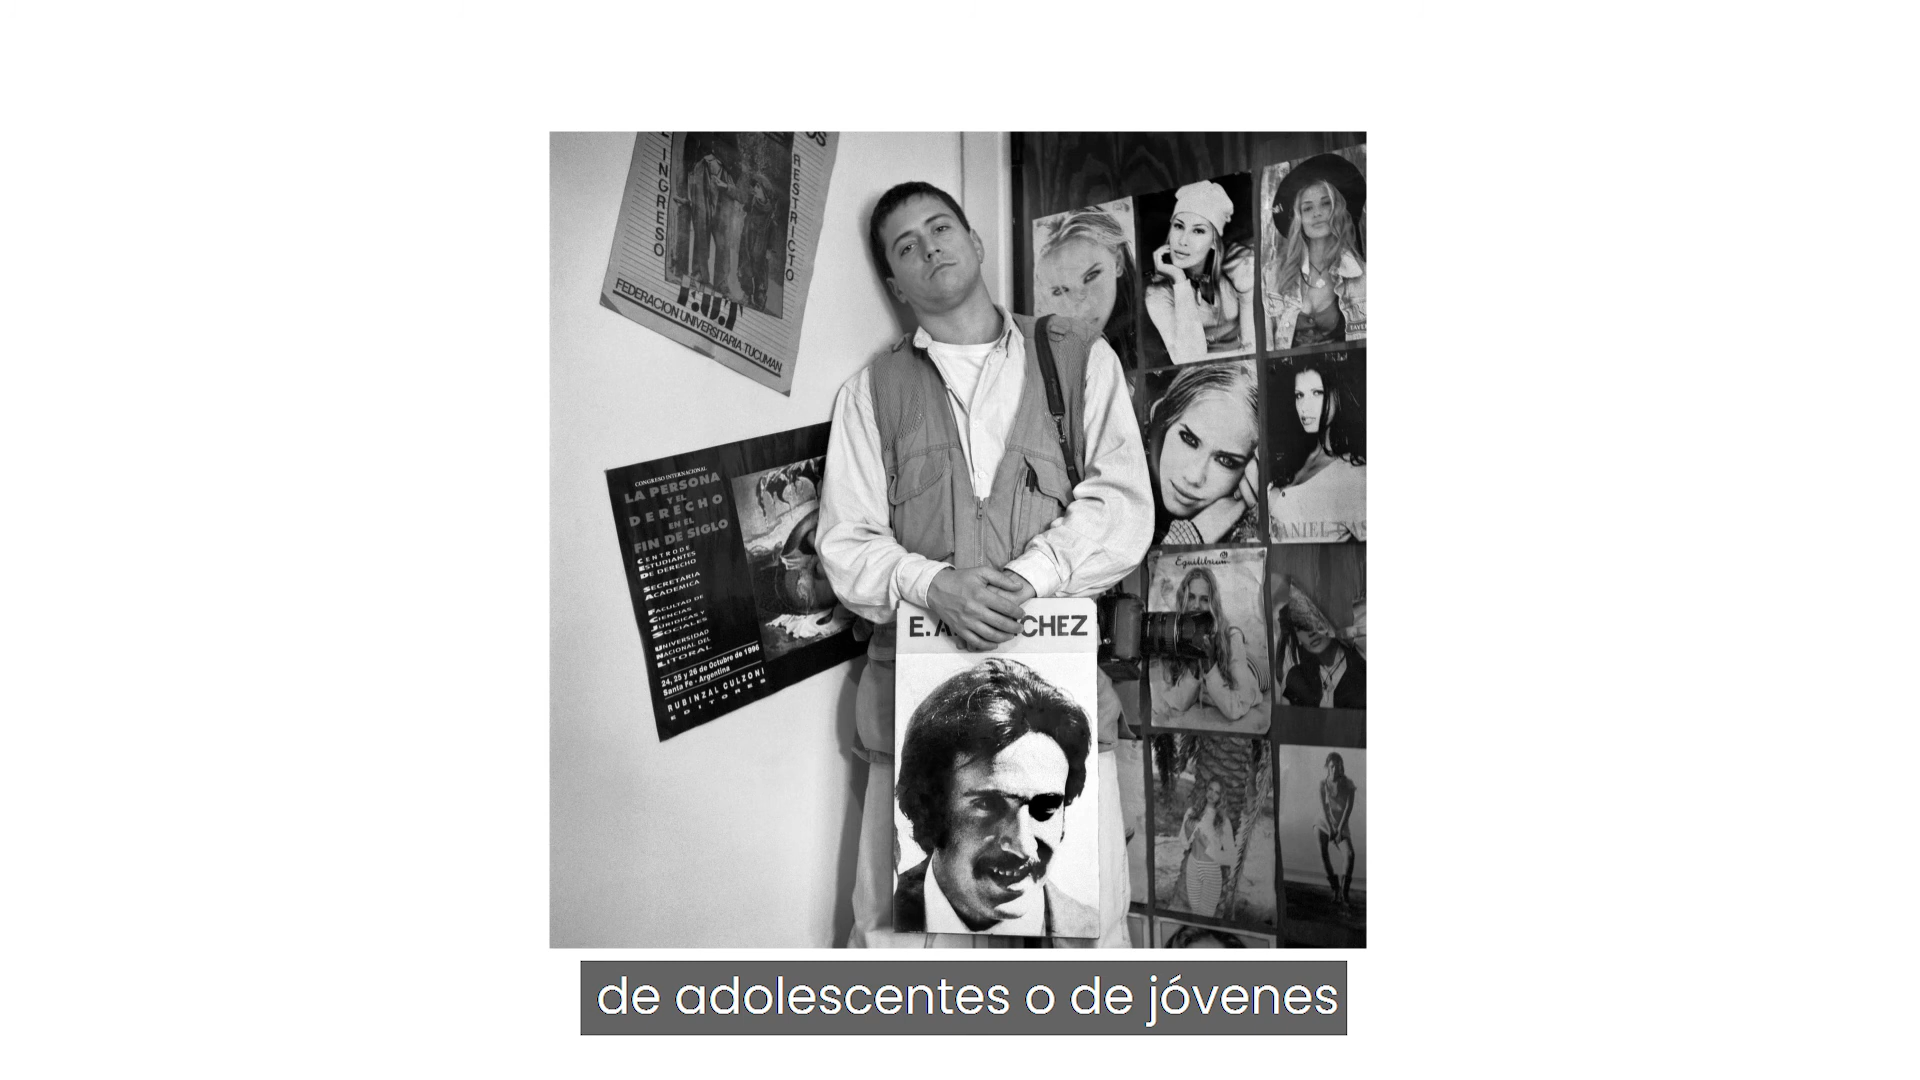 OS
INGRESO
RESTRICTO
F.U.T
FEDERACION UNIVERSITARIA TUCUMAN
CONGRESO INTERNACIONAL
LA PERSONA
Y EL
DERECHO
EN EL
FIN DE SIGLO
CENTRO DE
ESTUDIANTES
DE DERECHO
SECRETARIA
ACADEMICA
FACULTAD DE
CIENCIAS
JURIDICAS Y
SOCIALES
UNIVERSIDAD
NACIONAL DEL
LITORAL
24, 25 y 26 de Octubre de 1996
Santa Fe - Argentina
RUBINZAL CULZONI
EDITORES
E. A. CHEZ
Equilibrium
de adolescentes o de jóvenes